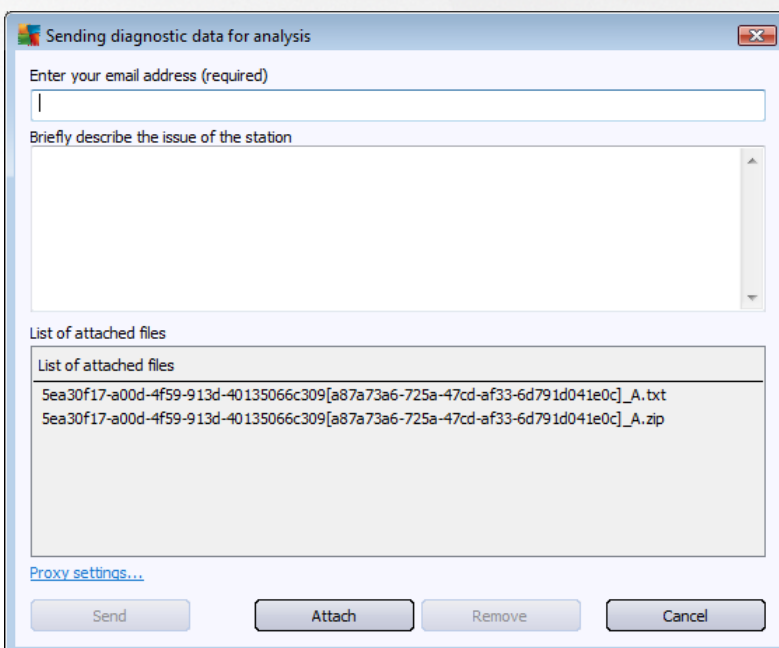 Sending diagnostic data for analysis
Enter your email address (required)
Briefly describe the issue of the station
List of attached files
List of attached files
5ea30f17-a00d-4f59-913d-40135066c309[a87a73a6-725a-47cd-af33-6d791d041e0c]_A.txt
5ea30f17-a00d-4f59-913d-40135066c309[a87a73a6-725a-47cd-af33-6d791d041e0c]_A.zip
Proxy settings...
Send Attach Remove Cancel